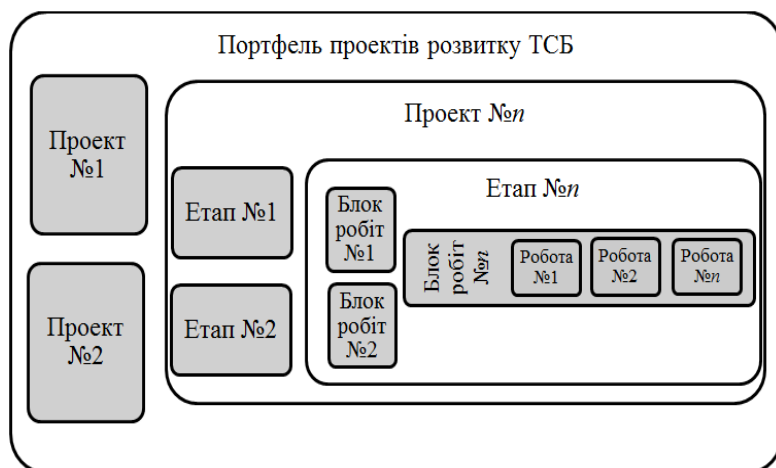 Портфель проектів розвитку ТСБ
Проект
№1
Проект
№2
Проект №n
Етап №1
Етап №2
Етап №n
Блок
робіт
№1
Блок
робіт
№2
Блок
робіт
№n
Робота
№1
Робота
№2
Робота
№n